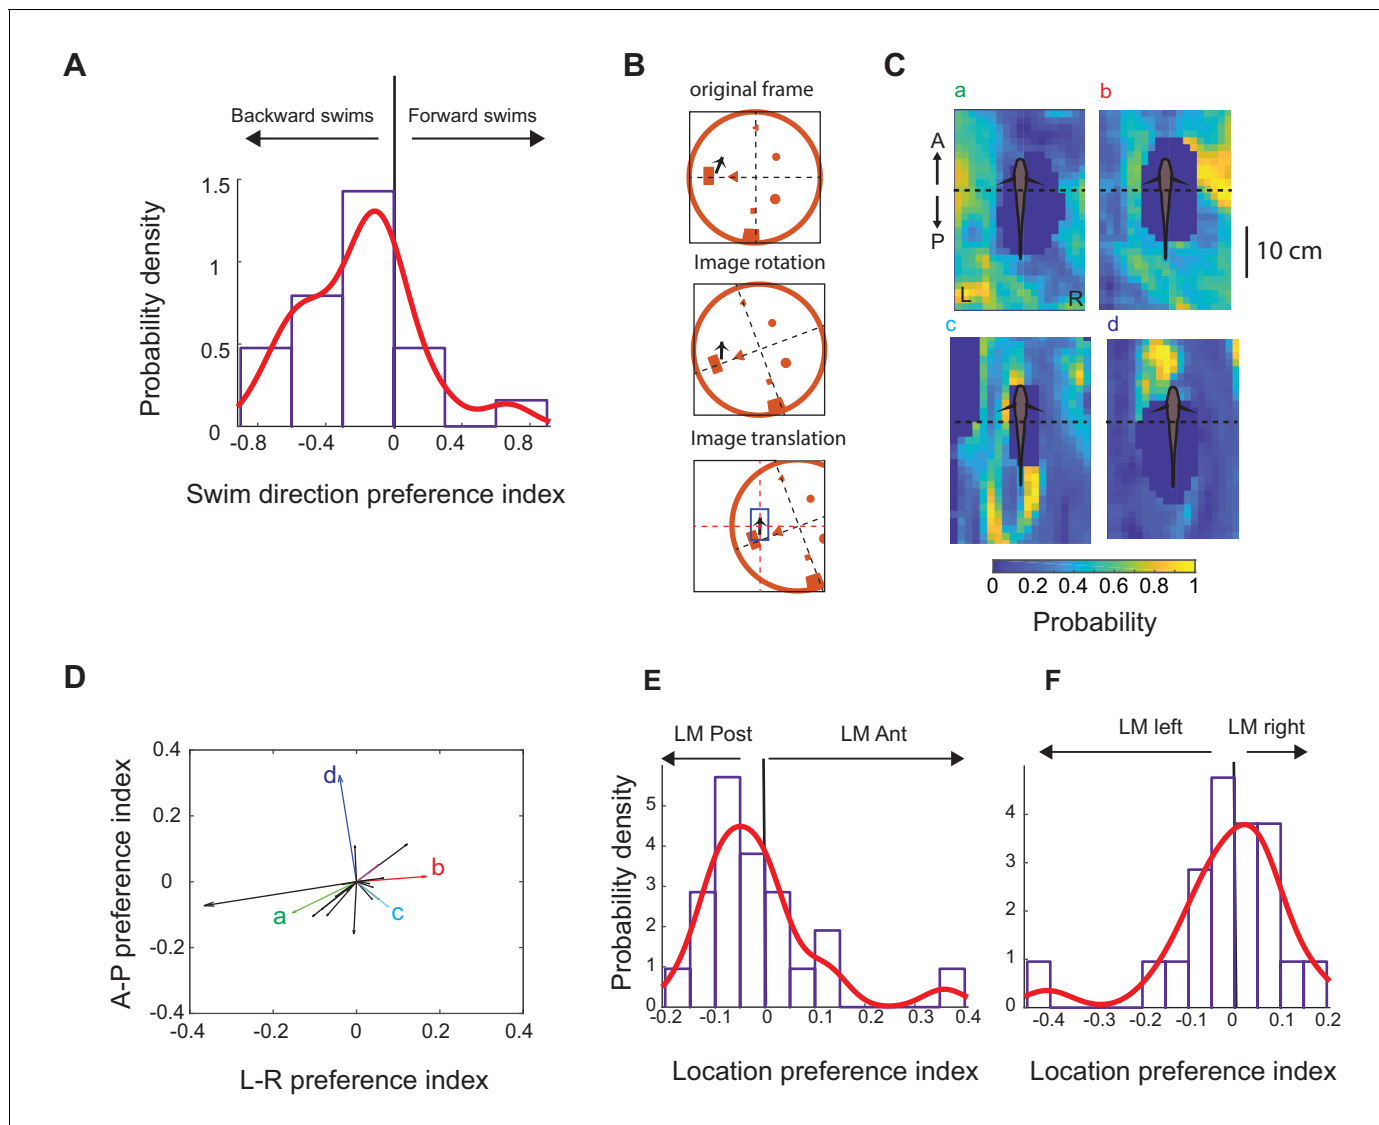 A
Backward swims
Forward swims
Probability density
1.5
1
0.5
0
-0.8
-0.4
0
0.4
0.8
Swim direction preference index
B
original frame
Image rotation
Image translation
C
a
b
A
P
L
R
10 cm
c
d
0 0.2 0.4 0.6 0.8 1
Probability
D
A-P preference index
0.4
0.2
0
-0.2
-0.4
d
b
a
c
-0.4 -0.2 0 0.2 0.4
L-R preference index
E
LM Post
LM Ant
Probability density
5
4
3
2
1
0
-0.2 -0.1 0 0.1 0.2 0.3 0.4
Location preference index
F
LM left
LM right
4
3
2
1
0
-0.4 -0.3 -0.2 -0.1 0 0.1 0.2
Location preference index